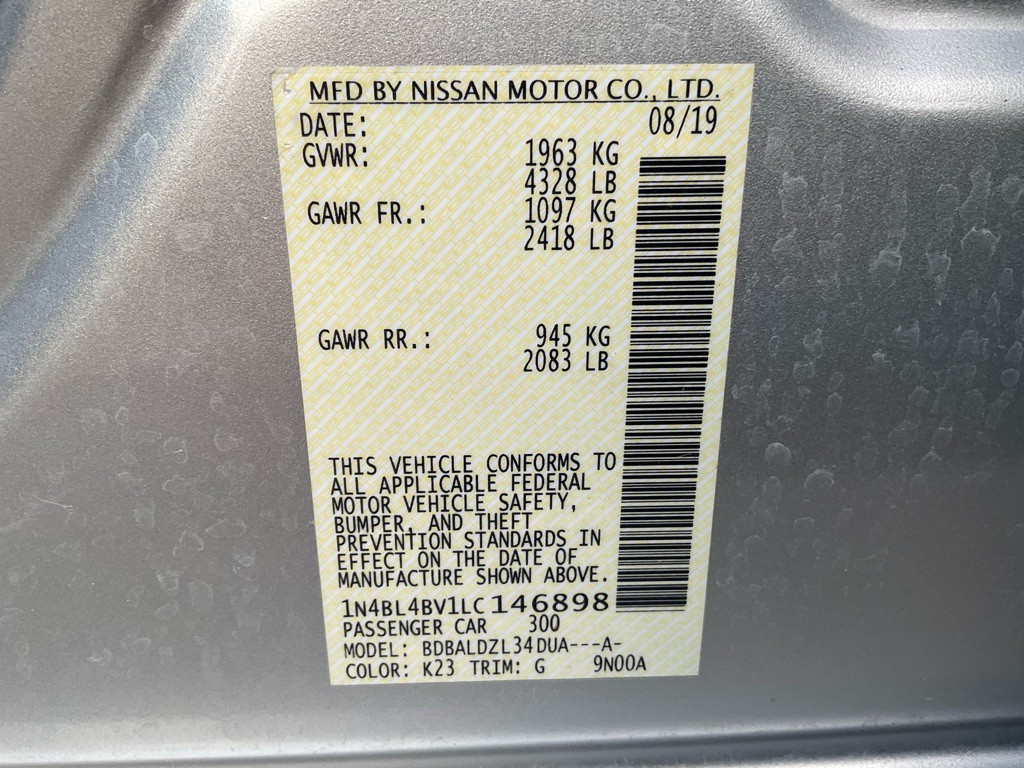 MFD BY NISSAN MOTOR CO., LTD.
DATE: 08/19
GVWR: 1963 KG
4328 LB
GAWR FR.: 1097 KG
2418 LB
GAWR RR.: 945 KG
2083 LB
THIS VEHICLE CONFORMS TO
ALL APPLICABLE FEDERAL
MOTOR VEHICLE SAFETY,
BUMPER, AND THEFT
PREVENTION STANDARDS IN
EFFECT ON THE DATE OF
MANUFACTURE SHOWN ABOVE.
1N4BL4BV1LC146898
PASSENGER CAR 300
MODEL: BDBALDZL34DUA---A-
COLOR: K23 TRIM: G 9N00A